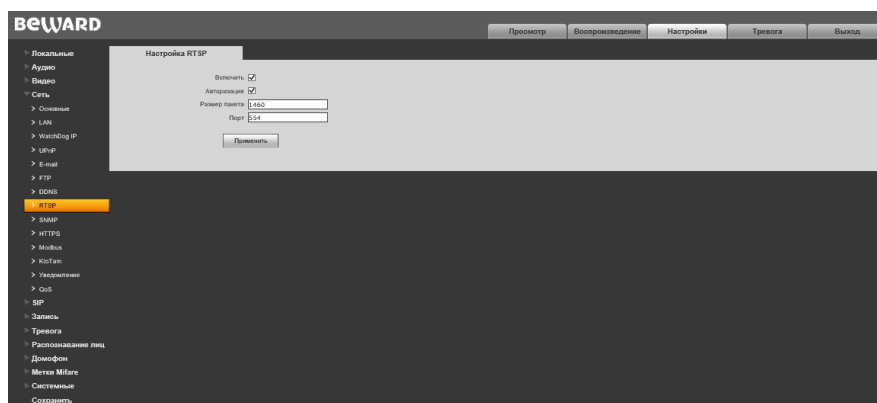 BEWARD
Просмотр
Воспроизведение
Настройки
Тревога
Выход
Локальные
Аудио
Видео
Сеть
Основные
LAN
WatchDog IP
UPnP
E-mail
FTP
DDNS
RTSP
SNMP
HTTPS
Modbus
KtoTam
Уведомления
QoS
SIP
Запись
Тревога
Распознавание лиц
Домофон
Метки Mifare
Системные
Сохранить
Настройка RTSP
Включить
Авторизация
Размер пакета 1460
Порт 554
Применить